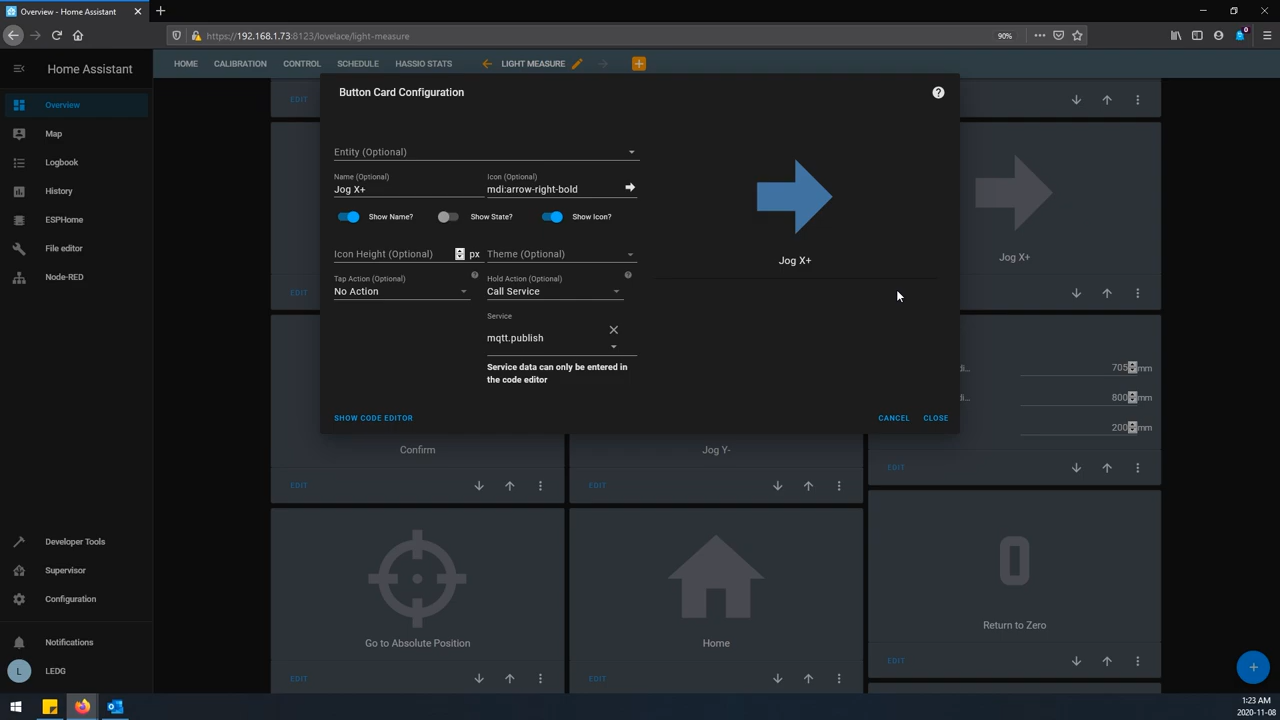 Overview - Home Assistant
https://192.168.1.73:8123/lovelace/light-measure
90%
Home Assistant
HOME
CALIBRATION
CONTROL
SCHEDULE
HASSIO STATS
LIGHT MEASURE
Overview
Map
Logbook
History
ESPHome
File editor
Node-RED
Developer Tools
Supervisor
Configuration
Notifications
L
LEDG
EDIT
Button Card Configuration
Entity (Optional)
Name (Optional)
Jog X+
Icon (Optional)
mdi:arrow-right-bold
Show Name?
Show State?
Show Icon?
Icon Height (Optional)
px
Theme (Optional)
Tap Action (Optional)
No Action
Hold Action (Optional)
Call Service
Service
mqtt.publish
Service data can only be entered in
the code editor
SHOW CODE EDITOR
CANCEL
CLOSE
Jog X+
Jog X+
EDIT
di...
705 mm
di...
800 mm
200 mm
EDIT
Confirm
EDIT
Jog Y-
EDIT
Go to Absolute Position
EDIT
Home
EDIT
0
Return to Zero
EDIT
1:23 AM
2020-11-08